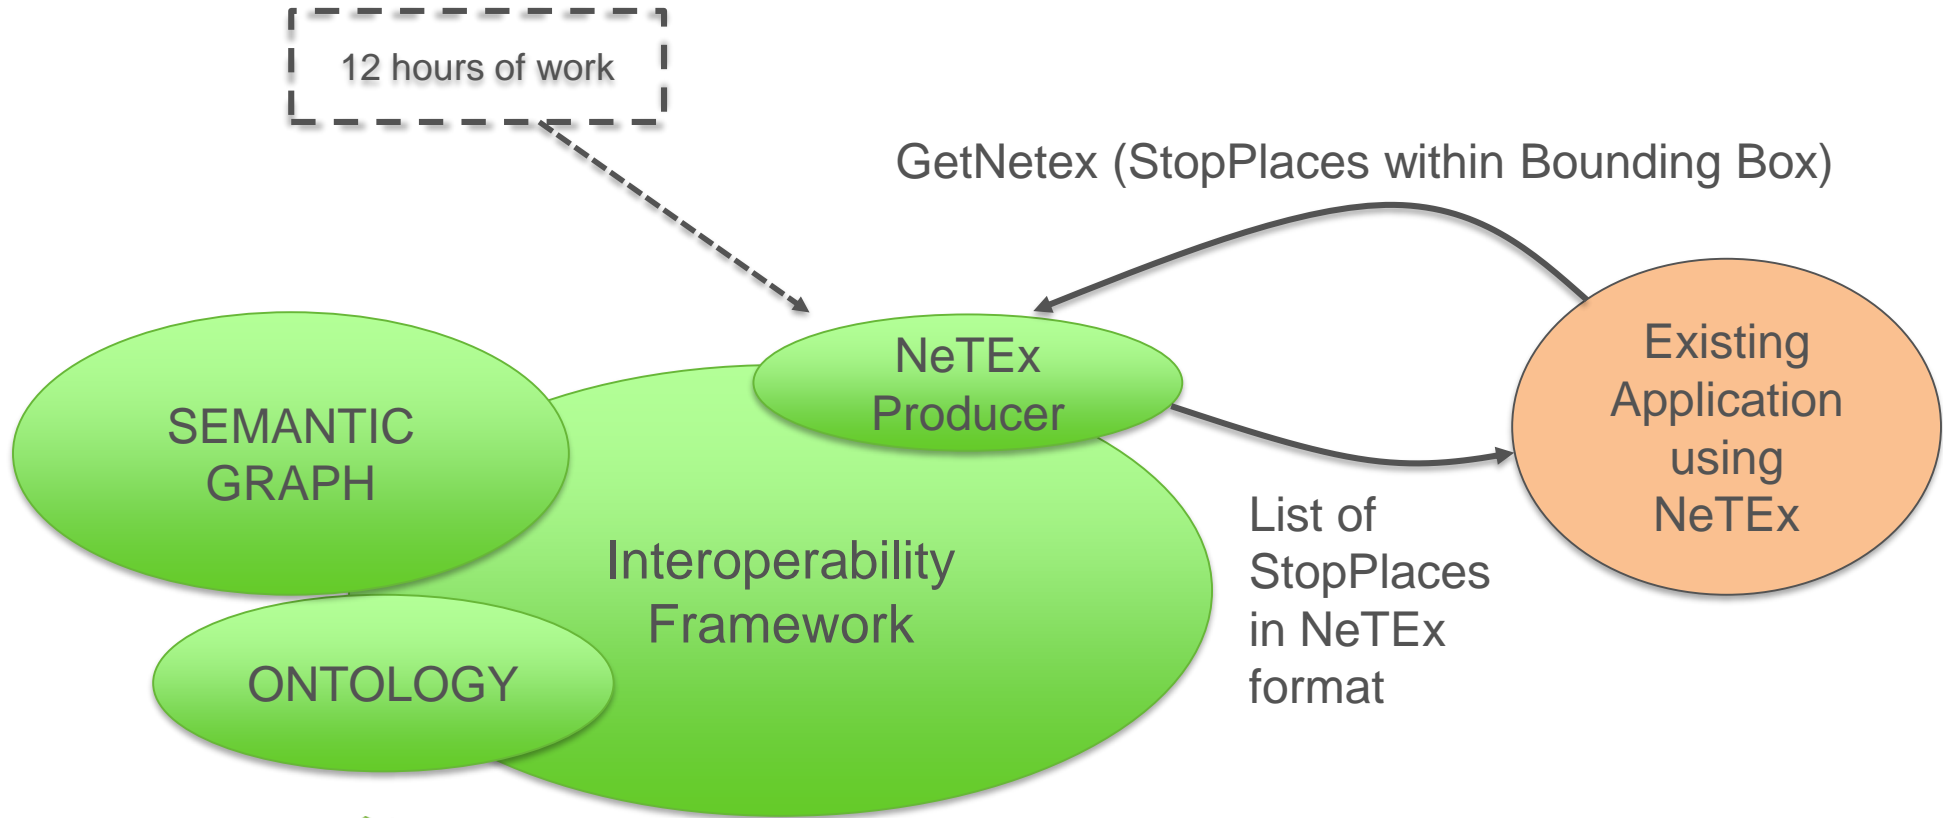 12 hours of work
GetNetex (StopPlaces within Bounding Box)
NeTEx
Producer
Existing
Application
using
NeTEx
SEMANTIC
GRAPH
List of
StopPlaces
in NeTEx
format
Interoperability
Framework
ONTOLOGY